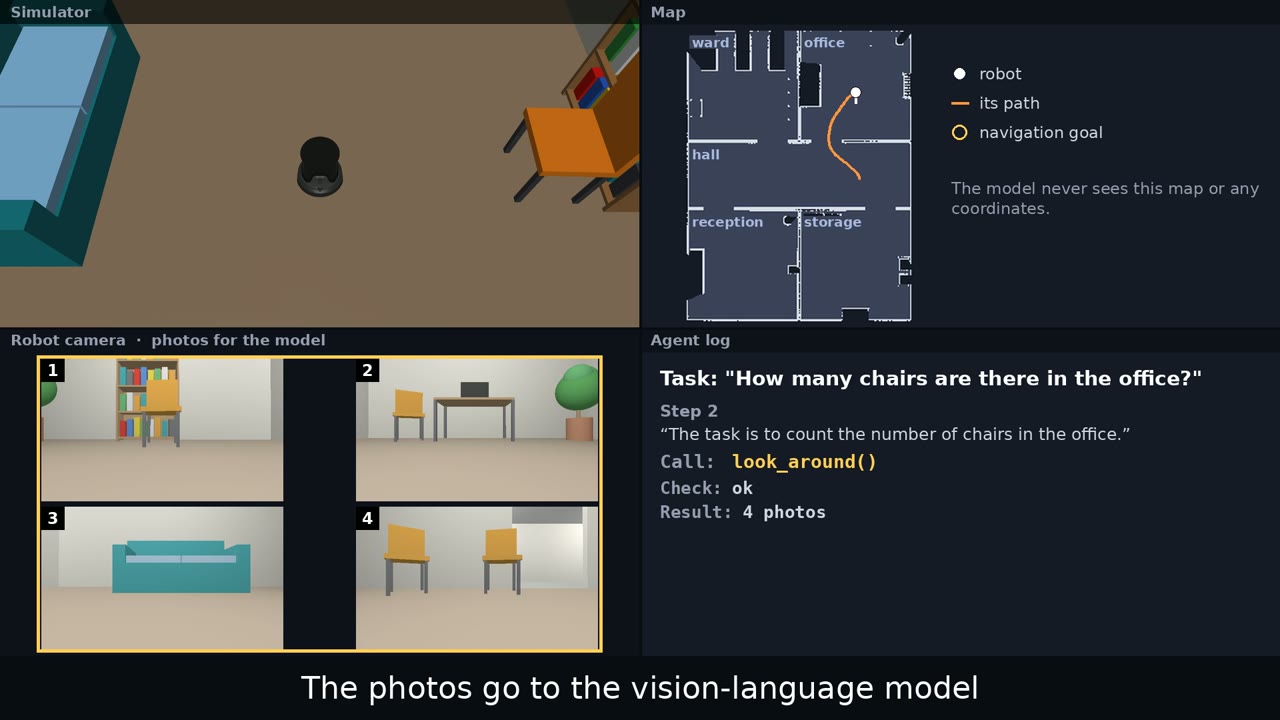 Simulator
Map
ward
office
hall
reception
storage
robot
its path
navigation goal
The model never sees this map or any
coordinates.
Robot camera · photos for the model
1
2
3
4
Agent log
Task: "How many chairs are there in the office?"
Step 2
“The task is to count the number of chairs in the office.”
Call: look_around()
Check: ok
Result: 4 photos
The photos go to the vision-language model